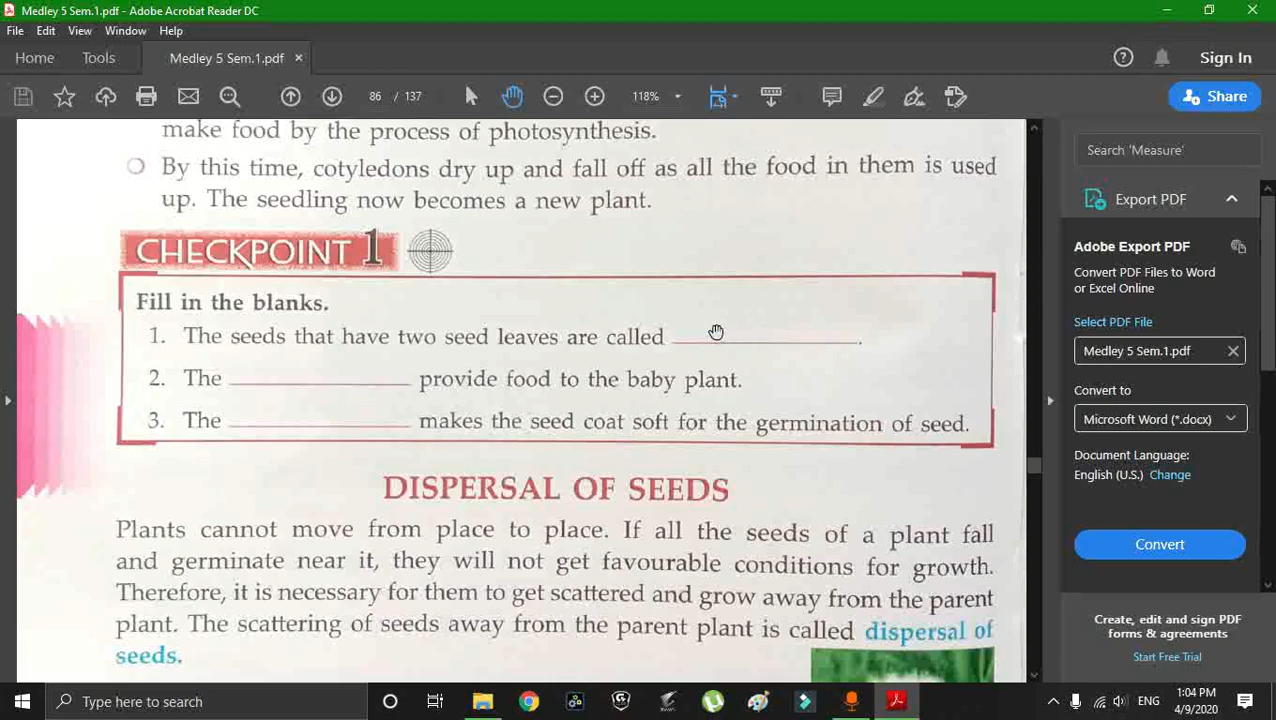 Medley 5 Sem.1.pdf - Adobe Acrobat Reader DC
File Edit View Window Help
Home Tools Medley 5 Sem.1.pdf × Sign In
86 / 137 118% Share
make food by the process of photosynthesis.
By this time, cotyledons dry up and fall off as all the food in them is used
up. The seedling now becomes a new plant.
CHECKPOINT 1
Fill in the blanks.
1. The seeds that have two seed leaves are called ____________.
2. The ____________ provide food to the baby plant.
3. The ____________ makes the seed coat soft for the germination of seed.
DISPERSAL OF SEEDS
Plants cannot move from place to place. If all the seeds of a plant fall
and germinate near it, they will not get favourable conditions for growth.
Therefore, it is necessary for them to get scattered and grow away from the parent
plant. The scattering of seeds away from the parent plant is called dispersal of
seeds.
Search 'Measure'
Export PDF
Adobe Export PDF
Convert PDF Files to Word
or Excel Online
Select PDF File
Medley 5 Sem.1.pdf
Convert to
Microsoft Word (*.docx)
Document Language:
English (U.S.) Change
Convert
Create, edit and sign PDF
forms & agreements
Start Free Trial
Type here to search
ENG
1:04 PM
4/9/2020